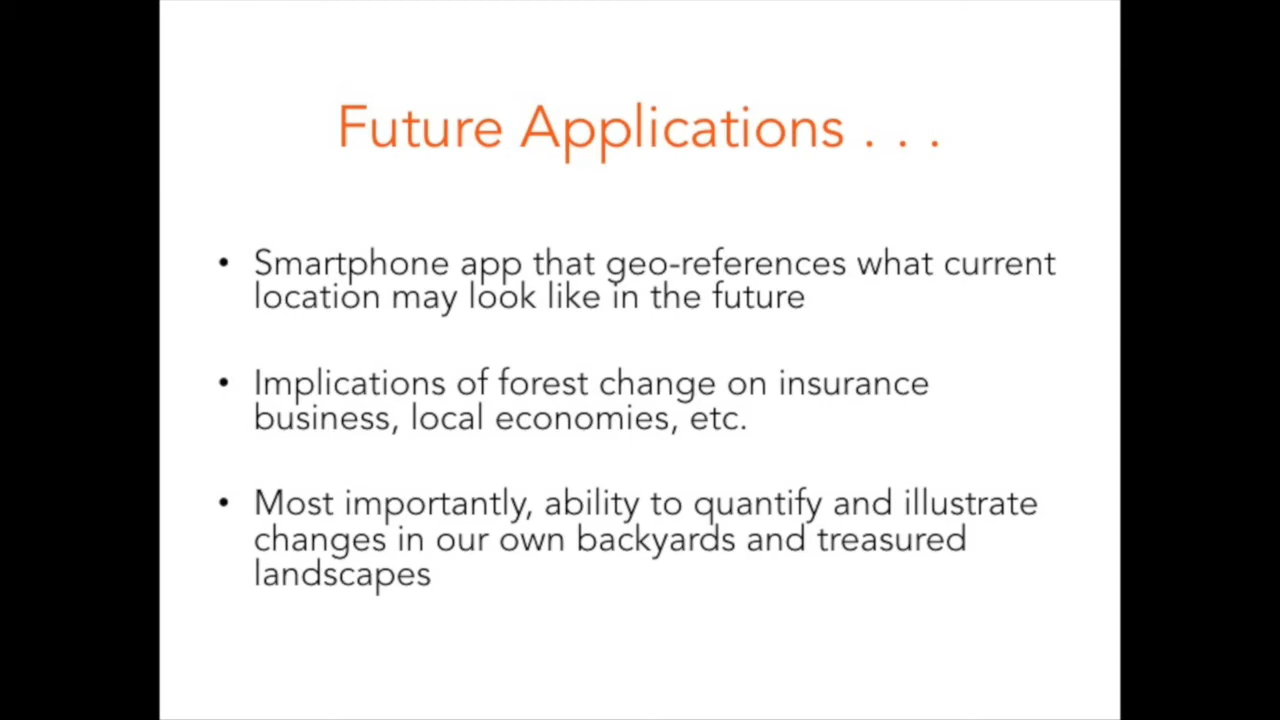 Future Applications . . .
• Smartphone app that geo-references what current
location may look like in the future
• Implications of forest change on insurance
business, local economies, etc.
• Most importantly, ability to quantify and illustrate
changes in our own backyards and treasured
landscapes